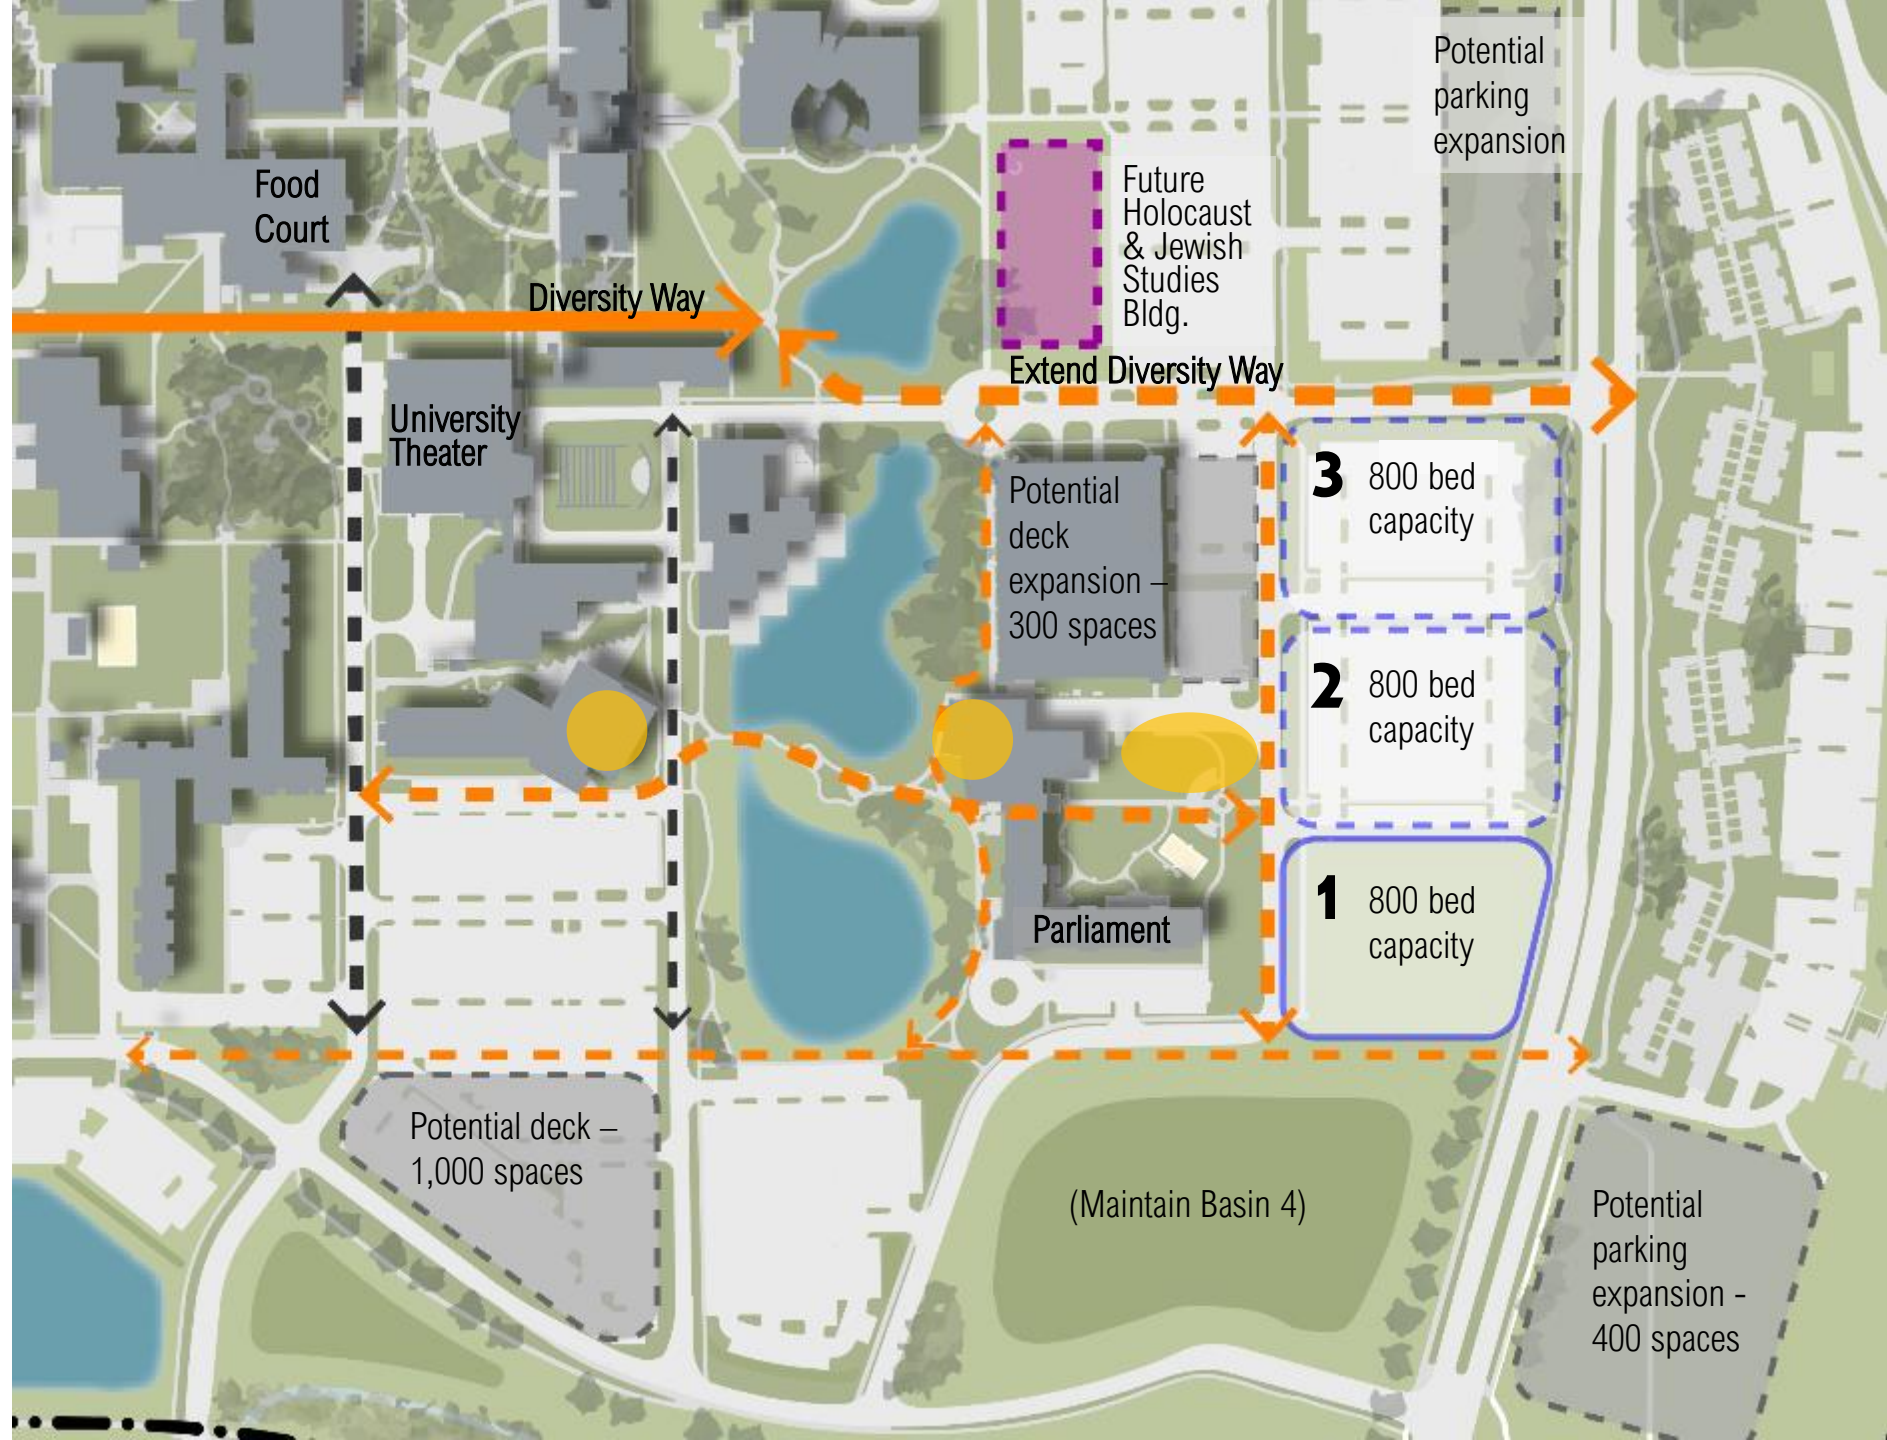 Potential
parking
expansion
Food
Court
Future
Holocaust
& Jewish
Studies
Bldg.
Diversity Way
Extend Diversity Way
University
Theater
Potential
deck
expansion –
300 spaces
3 800 bed
capacity
2 800 bed
capacity
1 800 bed
capacity
Parliament
Potential deck –
1,000 spaces
(Maintain Basin 4)
Potential
parking
expansion -
400 spaces